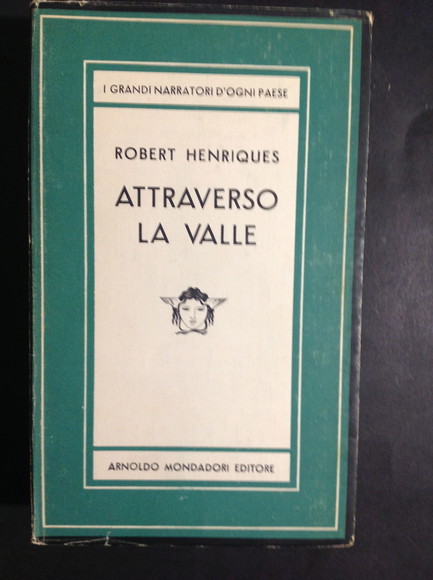 I GRANDI NARRATORI D'OGNI PAESE
ROBERT HENRIQUES
ATTRAVERSO
LA VALLE
ARNOLDO MONDADORI EDITORE